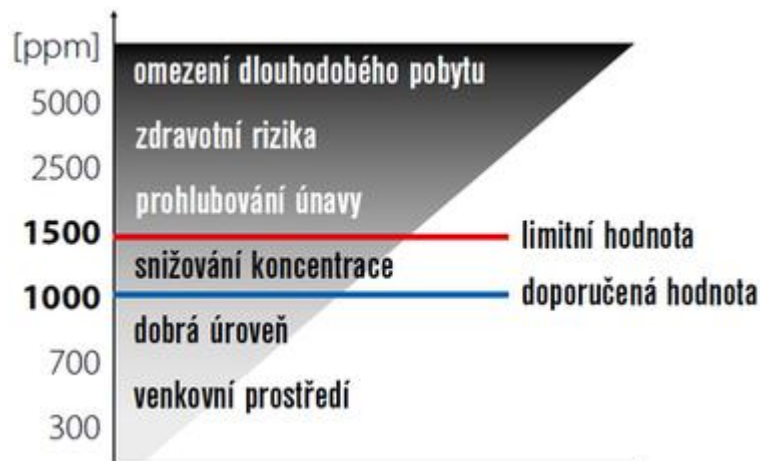 [ppm]
omezení dlouhodobého pobytu
5000
zdravotní rizika
2500
prohlubování únavy
1500
limitní hodnota
snižování koncentrace
1000
doporučená hodnota
dobrá úroveň
700
venkovní prostředí
300